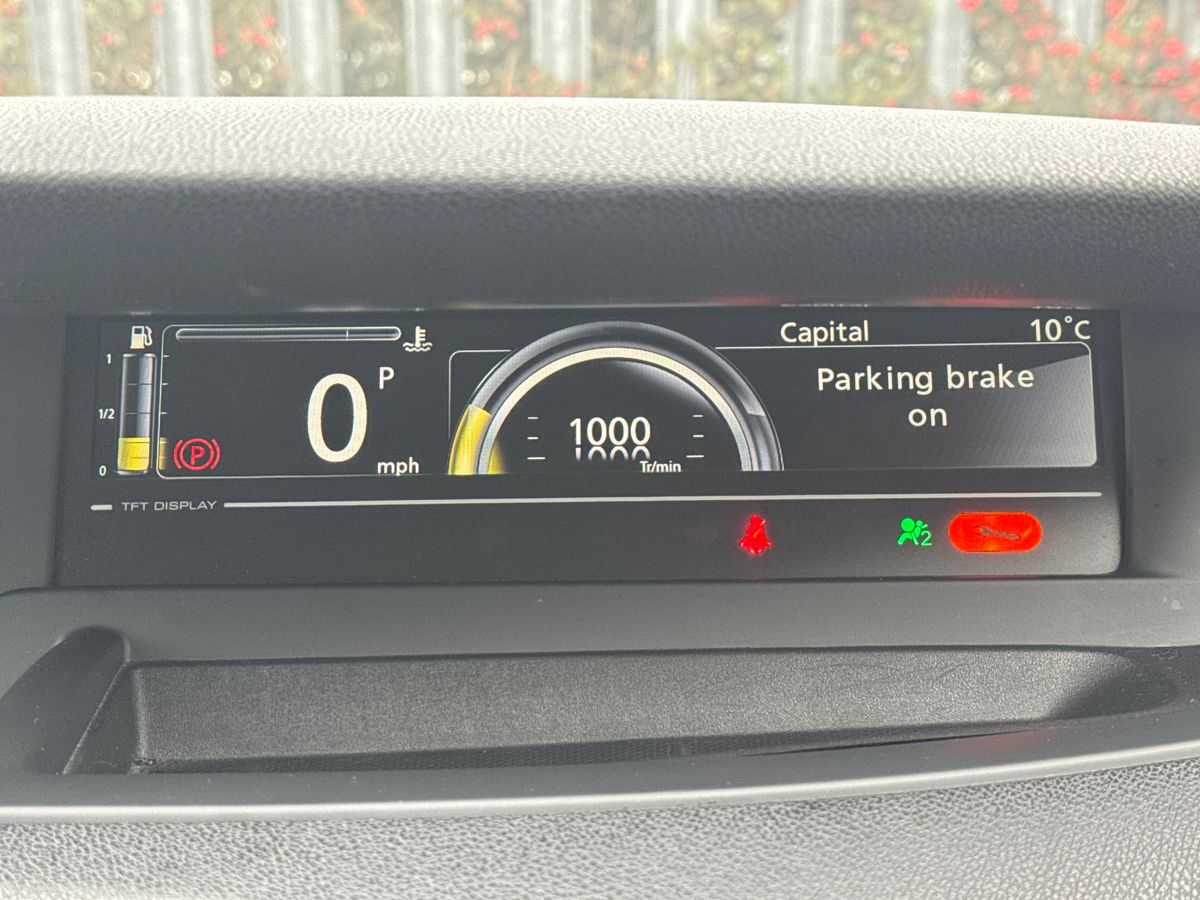 Capital 10°C
1
P
Parking brake
on
1/2
0
1000
(P)
mph
Tr/min
0
TFT DISPLAY
2